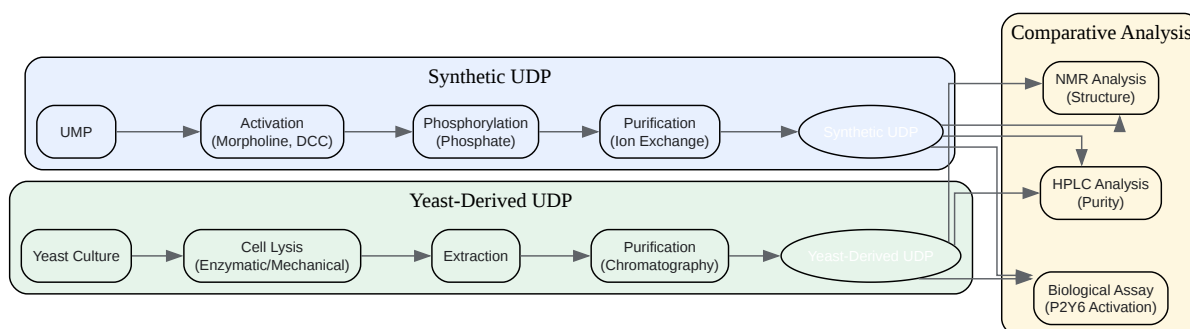 Synthetic UDP
UMP
Activation
(Morpholine, DCC)
Phosphorylation
(Phosphate)
Purification
(Ion Exchange)
Synthetic UDP
Yeast-Derived UDP
Yeast Culture
Cell Lysis
(Enzymatic/Mechanical)
Extraction
Purification
(Chromatography)
Yeast-Derived UDP
Comparative Analysis
NMR Analysis
(Structure)
HPLC Analysis
(Purity)
Biological Assay
(P2Y6 Activation)